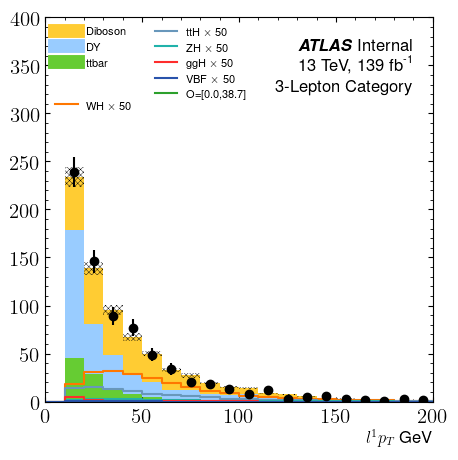 400
350
300
250
200
150
100
50
0
Diboson
DY
ttbar
WH × 50
ttH × 50
ZH × 50
ggH × 50
VBF × 50
O=[0.0,38.7]
ATLAS Internal
13 TeV, 139 fb⁻¹
3-Lepton Category
0 50 100 150 200
l¹p_T GeV